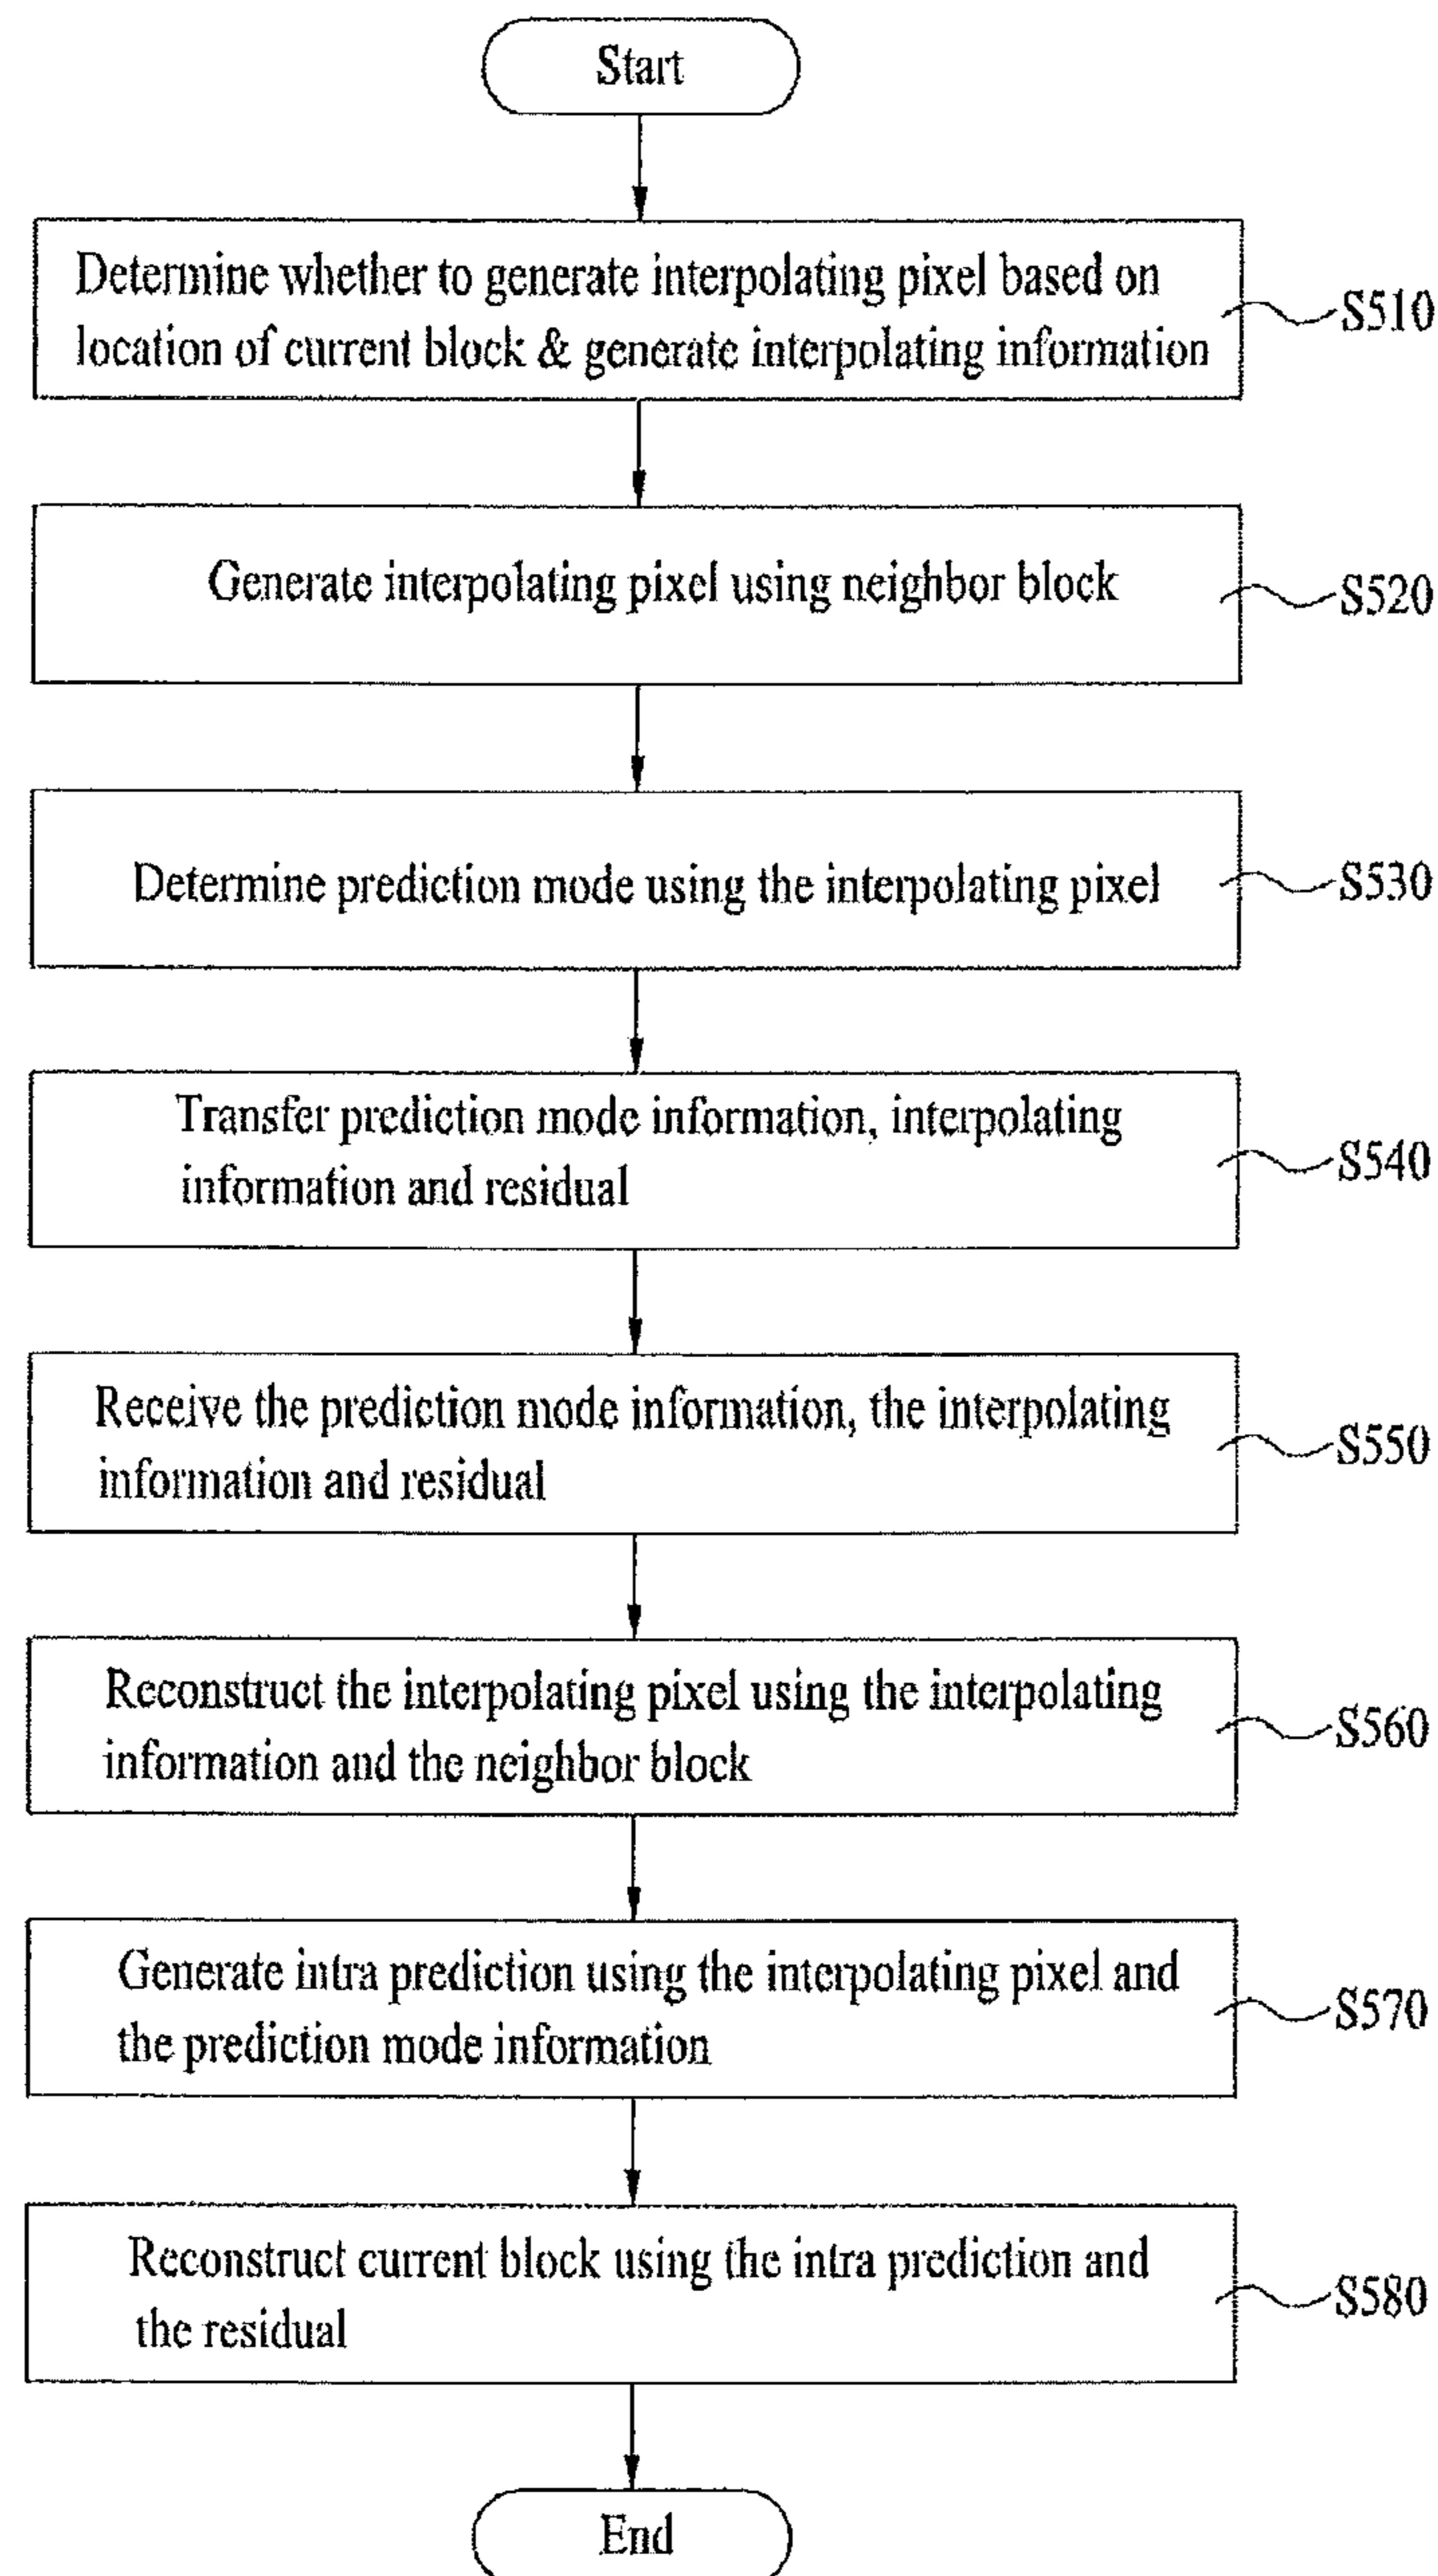 Start
Determine whether to generate interpolating pixel based on
location of current block & generate interpolating information
S510
Generate interpolating pixel using neighbor block
S520
Determine prediction mode using the interpolating pixel
S530
Transfer prediction mode information, interpolating
information and residual
S540
Receive the prediction mode information, the interpolating
information and residual
S550
Reconstruct the interpolating pixel using the interpolating
information and the neighbor block
S560
Generate intra prediction using the interpolating pixel and
the prediction mode information
S570
Reconstruct current block using the intra prediction and
the residual
S580
End